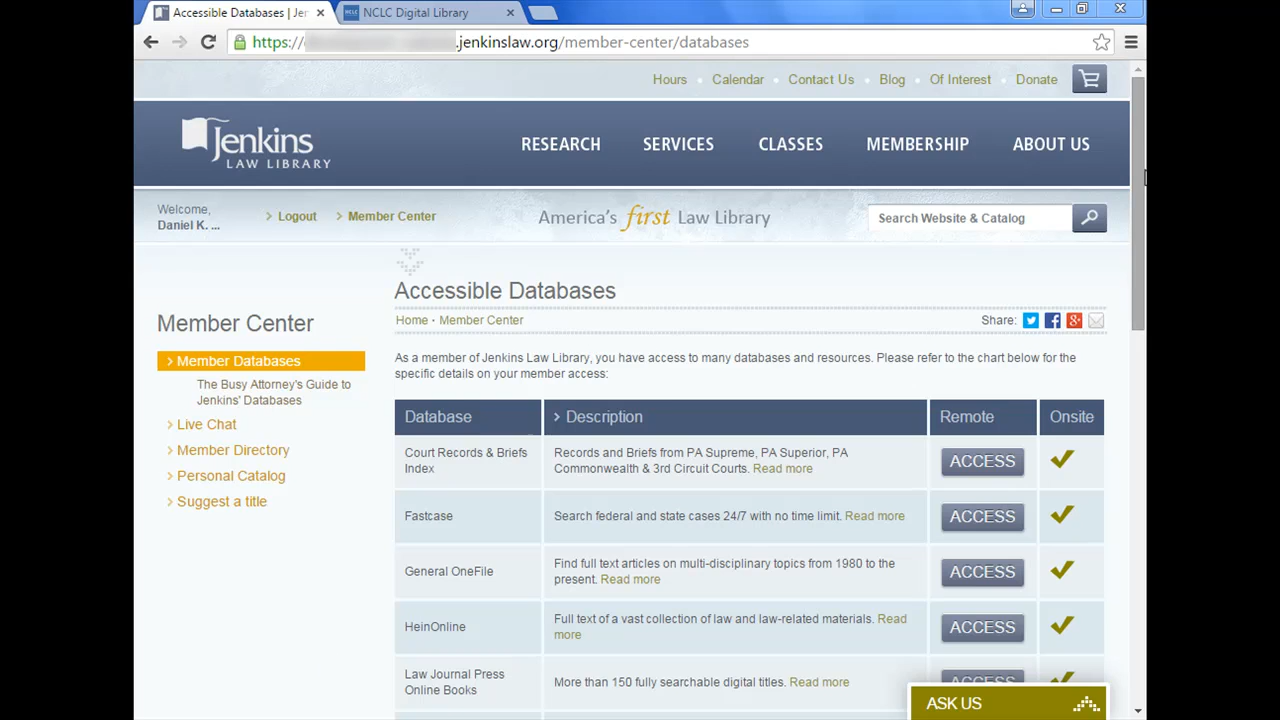 Accessible Databases | Jer
NCLC Digital Library
https:// .jenkinslaw.org/member-center/databases
Hours Calendar Contact Us Blog Of Interest Donate
Jenkins
LAW LIBRARY
RESEARCH SERVICES CLASSES MEMBERSHIP ABOUT US
Welcome,
Daniel K. ...
Logout Member Center
America's first Law Library
Search Website & Catalog
Member Center
Member Databases
The Busy Attorney's Guide to
Jenkins' Databases
Live Chat
Member Directory
Personal Catalog
Suggest a title
Accessible Databases
Home · Member Center
Share:
As a member of Jenkins Law Library, you have access to many databases and resources. Please refer to the chart below for the
specific details on your member access:
Database Description Remote Onsite
Court Records & Briefs
Index
Records and Briefs from PA Supreme, PA Superior, PA
Commonwealth & 3rd Circuit Courts. Read more
ACCESS
Fastcase
Search federal and state cases 24/7 with no time limit. Read more
ACCESS
General OneFile
Find full text articles on multi-disciplinary topics from 1980 to the
present. Read more
ACCESS
HeinOnline
Full text of a vast collection of law and law-related materials. Read
more
ACCESS
Law Journal Press
Online Books
More than 150 fully searchable digital titles. Read more
ACCESS
ASK US